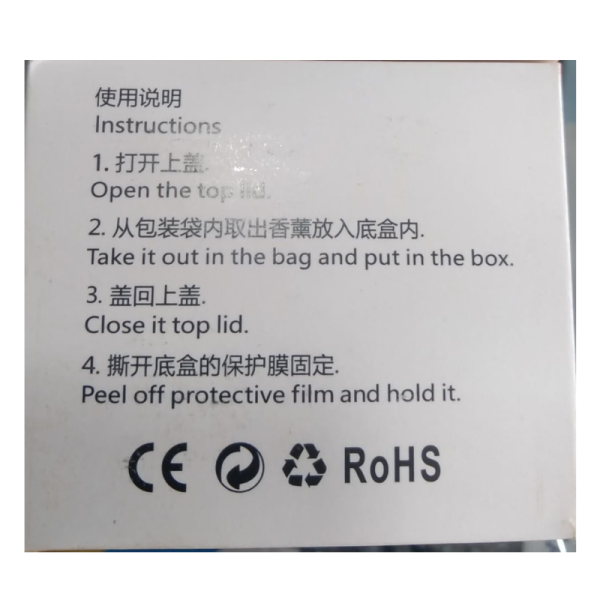 使用说明
Instructions
1. 打开上盖.
Open the top lid.
2. 从包装袋内取出香薰放入底盒内.
Take it out in the bag and put in the box.
3. 盖回上盖.
Close it top lid.
4. 撕开底盒的保护膜固定.
Peel off protective film and hold it.
CE RoHS